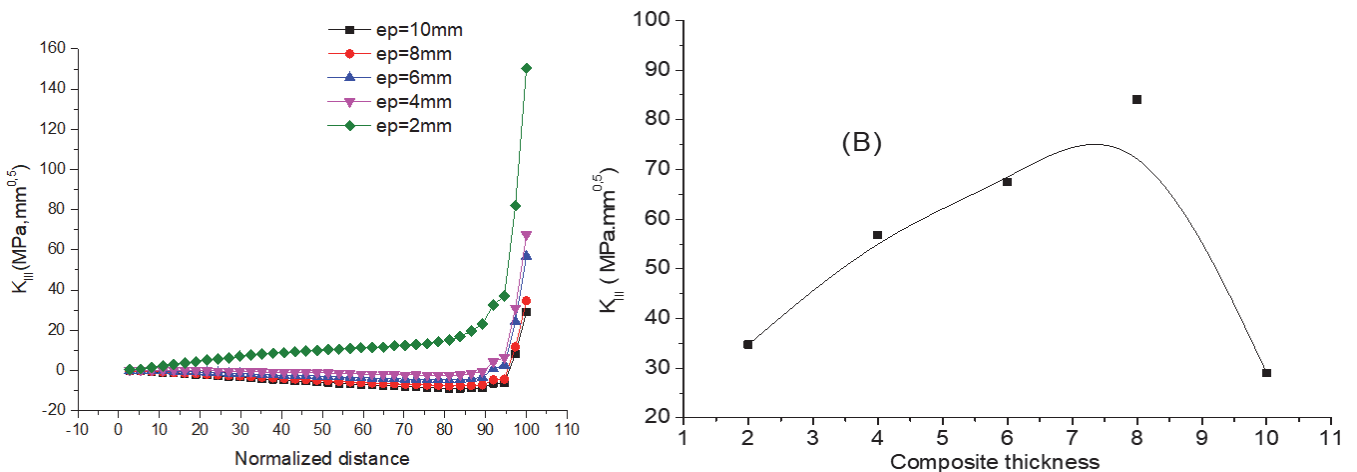 ep=10mm
ep=8mm
ep=6mm
ep=4mm
ep=2mm
160
140
120
100
80
60
40
20
0
-20
K_III(MPa,mm^0,5)
-10 0 10 20 30 40 50 60 70 80 90 100 110
Normalized distance
(B)
100
90
80
70
60
50
40
30
20
K_III ( MPa.mm^0,5)
1 2 3 4 5 6 7 8 9 10 11
Composite thickness